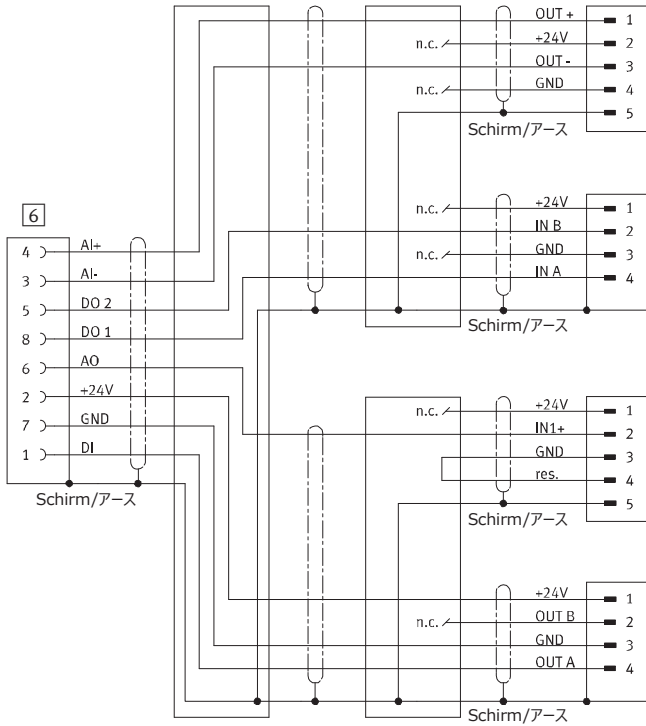 OUT + 1
n.c. +24V 2
OUT - 3
n.c. GND 4
5
Schirm/アース
n.c. +24V 1
IN B 2
n.c. GND 3
IN A 4
Schirm/アース
6
4 AI+
3 AI-
5 DO 2
8 DO 1
6 AO
2 +24V
7 GND
1 DI
Schirm/アース
n.c. +24V 1
IN1+ 2
GND 3
res. 4
5
Schirm/アース
+24V 1
n.c. OUT B 2
GND 3
OUT A 4
Schirm/アース